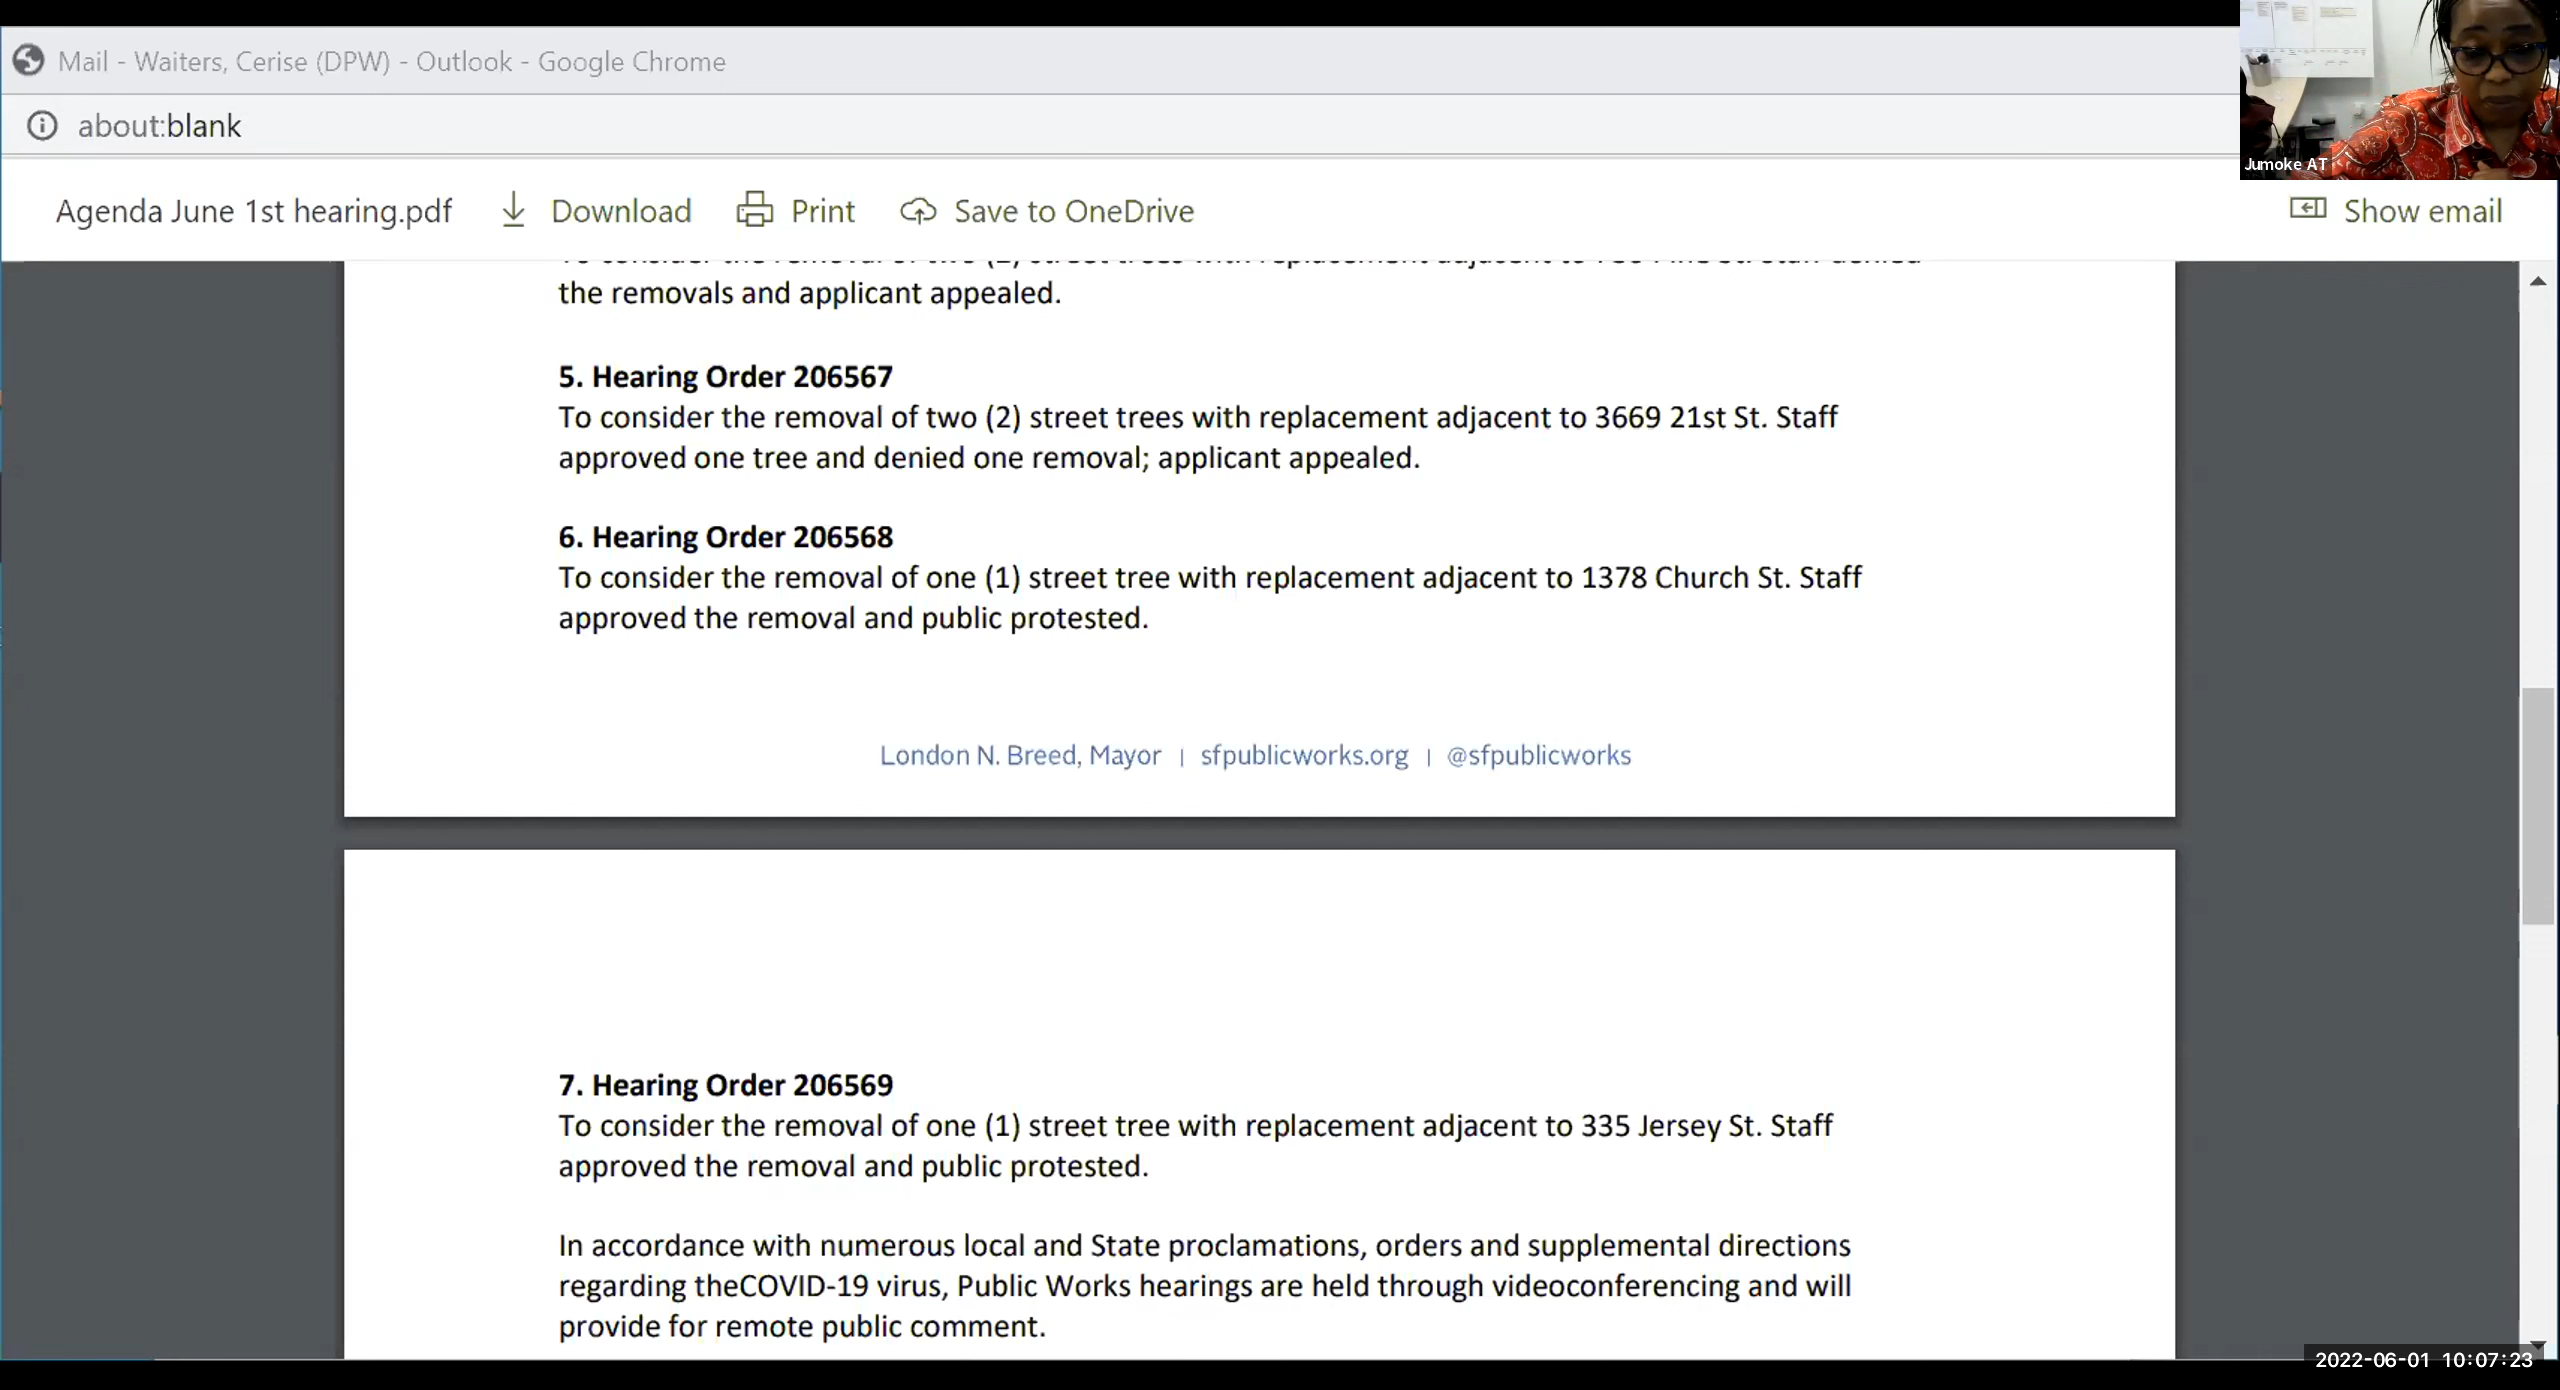 Mail - Waiters, Cerise (DPW) - Outlook - Google Chrome
about:blank
Jumoke AT
Agenda June 1st hearing.pdf Download Print Save to OneDrive Show email
the removals and applicant appealed.
5. Hearing Order 206567
To consider the removal of two (2) street trees with replacement adjacent to 3669 21st St. Staff
approved one tree and denied one removal; applicant appealed.
6. Hearing Order 206568
To consider the removal of one (1) street tree with replacement adjacent to 1378 Church St. Staff
approved the removal and public protested.
London N. Breed, Mayor | sfpublicworks.org | @sfpublicworks
7. Hearing Order 206569
To consider the removal of one (1) street tree with replacement adjacent to 335 Jersey St. Staff
approved the removal and public protested.
In accordance with numerous local and State proclamations, orders and supplemental directions
regarding theCOVID-19 virus, Public Works hearings are held through videoconferencing and will
provide for remote public comment.
2022-06-01 10:07:23